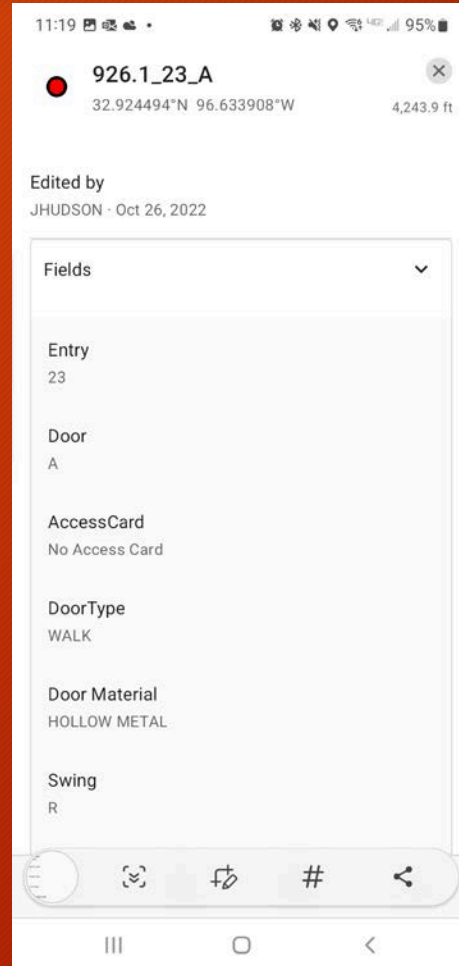 11:19 95%
926.1_23_A
32.924494°N 96.633908°W 4,243.9 ft
Edited by
JHUDSON · Oct 26, 2022
Fields
Entry
23
Door
A
AccessCard
No Access Card
DoorType
WALK
Door Material
HOLLOW METAL
Swing
R